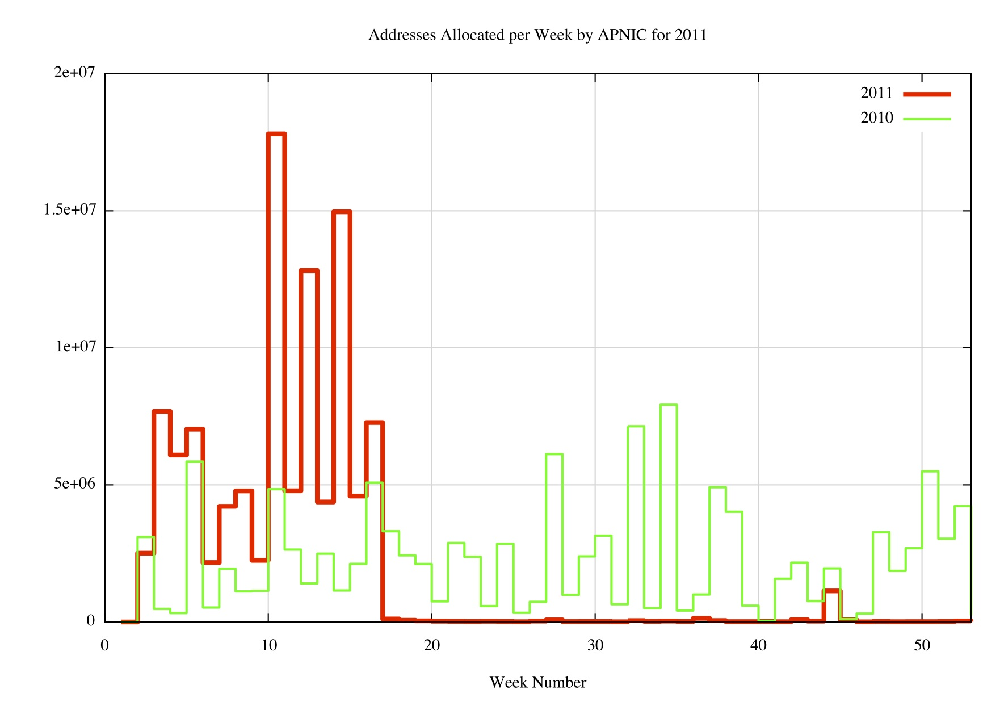 Addresses Allocated per Week by APNIC for 2011
2e+07
1.5e+07
1e+07
5e+06
0
2011
2010
0 10 20 30 40 50
Week Number